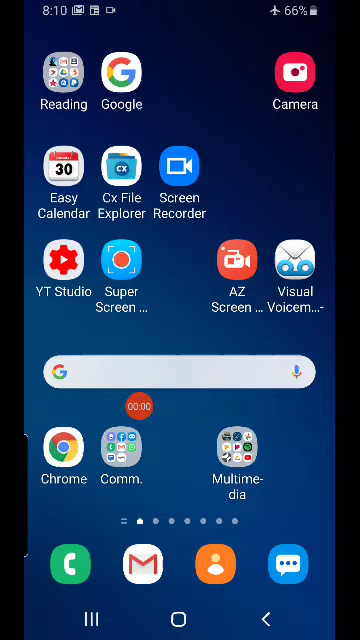 8:10
66%
Reading
Google
Camera
30
CX
Easy
Calendar
Cx File
Explorer
Screen
Recorder
YT Studio
Super
Screen ...
AZ
Screen ...
Visual
Voicem...-
00:00
Chrome
Comm.
Multime-
dia